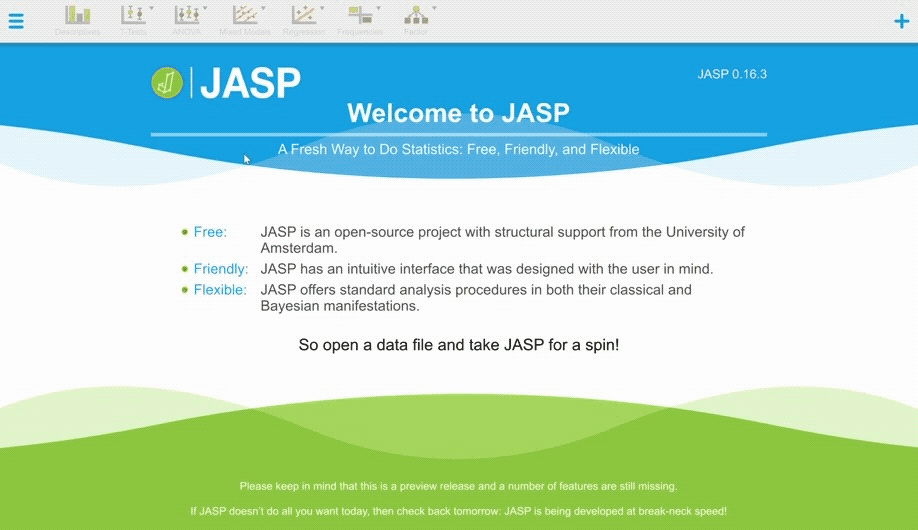 Descriptives T-Tests ANOVA Mixed Models Regression Frequencies Factor
JASP
JASP 0.16.3
Welcome to JASP
A Fresh Way to Do Statistics: Free, Friendly, and Flexible
Free: JASP is an open-source project with structural support from the University of
Amsterdam.
Friendly: JASP has an intuitive interface that was designed with the user in mind.
Flexible: JASP offers standard analysis procedures in both their classical and
Bayesian manifestations.
So open a data file and take JASP for a spin!
Please keep in mind that this is a preview release and a number of features are still missing.
If JASP doesn't do all you want today, then check back tomorrow: JASP is being developed at break-neck speed!